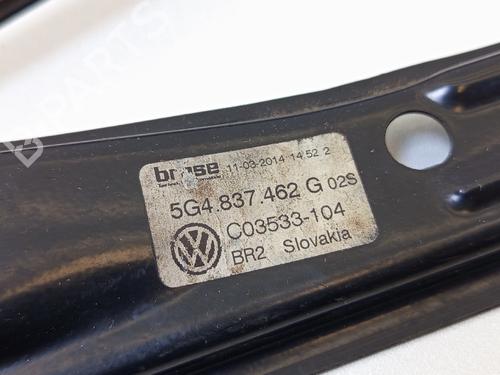 brose 11-03-2014 14 52 2
5G4.837.462 G 02S
C03533-104
BR2 Slovakia